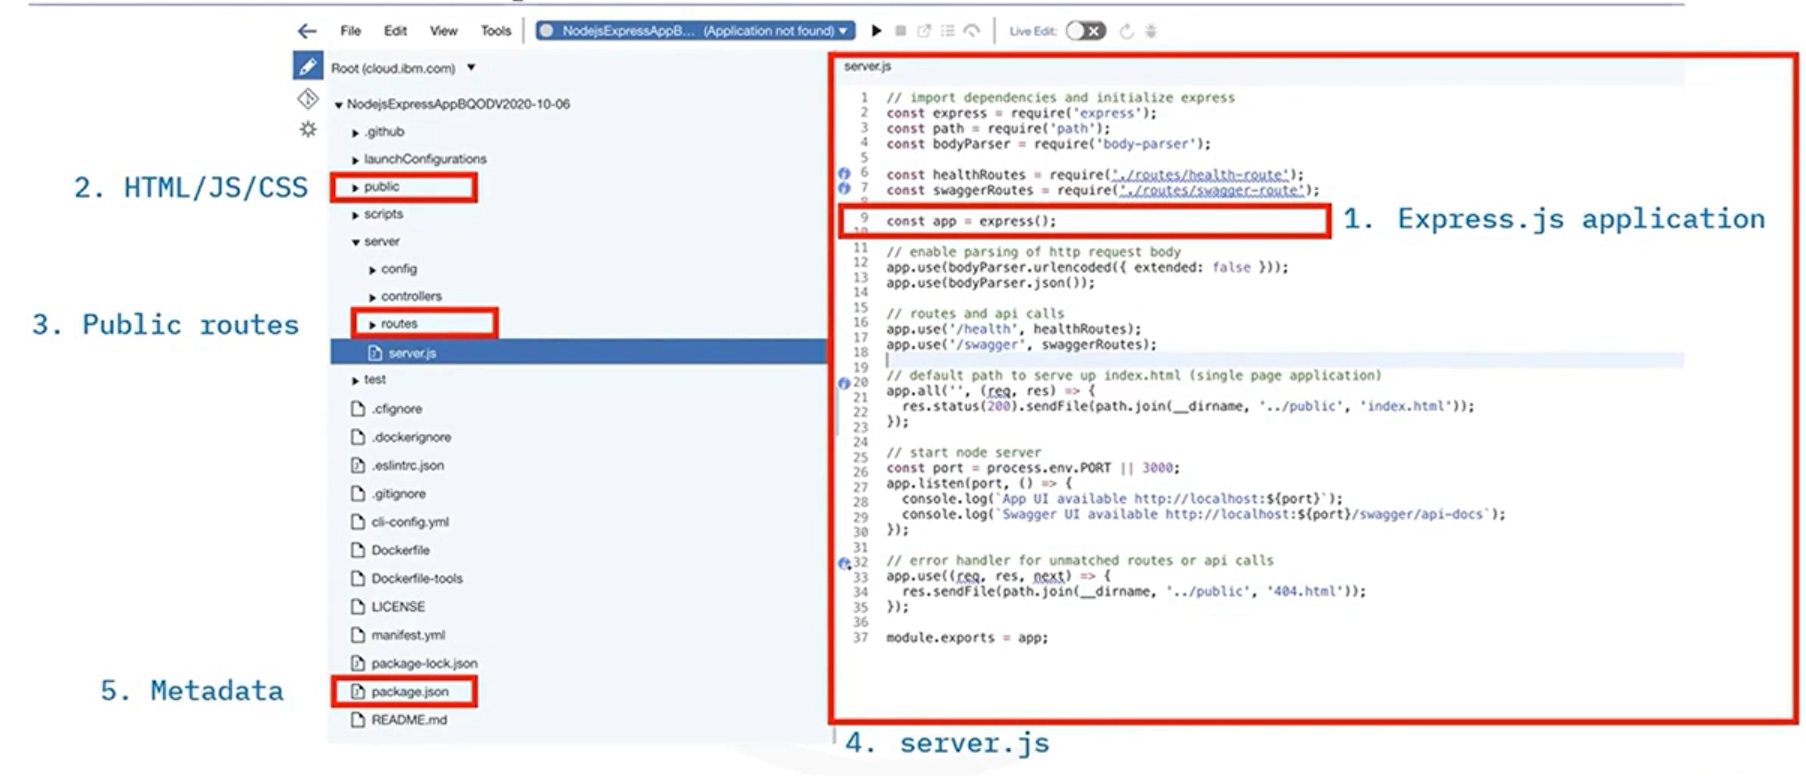 File Edit View Tools NodejsExpressAppB... (Application not found) Live Edit:
Root (cloud.ibm.com)
NodejsExpressAppBQODV2020-10-06
.github
launchConfigurations
2. HTML/JS/CSS
public
scripts
server
config
controllers
3. Public routes
routes
server.js
test
.cfignore
.dockerignore
.eslintrc.json
.gitignore
cli-config.yml
Dockerfile
Dockerfile-tools
LICENSE
manifest.yml
package-lock.json
5. Metadata
package.json
README.md
server.js
1 // import dependencies and initialize express
2 const express = require('express');
3 const path = require('path');
4 const bodyParser = require('body-parser');
5
6 const healthRoutes = require('./routes/health-route');
7 const swaggerRoutes = require('./routes/swagger-route');
8
9 const app = express();
1. Express.js application
10
11 // enable parsing of http request body
12 app.use(bodyParser.urlencoded({ extended: false }));
13 app.use(bodyParser.json());
14
15 // routes and api calls
16 app.use('/health', healthRoutes);
17 app.use('/swagger', swaggerRoutes);
18
19 // default path to serve up index.html (single page application)
20 app.all('', (req, res) => {
21 res.status(200).sendFile(path.join(__dirname, '../public', 'index.html'));
22 });
23
24 // start node server
25 const port = process.env.PORT || 3000;
26 app.listen(port, () => {
27 console.log(`App UI available http://localhost:${port}`);
28 console.log(`Swagger UI available http://localhost:${port}/swagger/api-docs`);
29 });
30
31 // error handler for unmatched routes or api calls
32 app.use((req, res, next) => {
33 res.sendFile(path.join(__dirname, '../public', '404.html'));
34 });
35
36 module.exports = app;
37
4. server.js